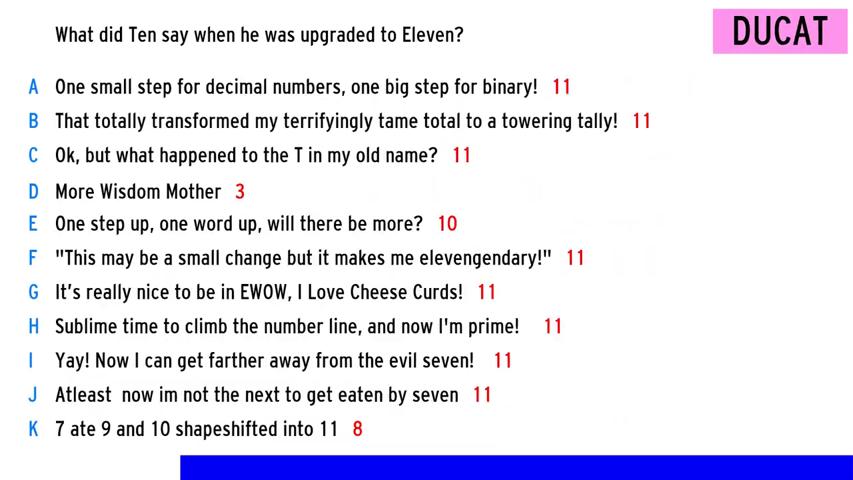 What did Ten say when he was upgraded to Eleven?
DUCAT
A One small step for decimal numbers, one big step for binary! 11
B That totally transformed my terrifyingly tame total to a towering tally! 11
C Ok, but what happened to the T in my old name? 11
D More Wisdom Mother 3
E One step up, one word up, will there be more? 10
F "This may be a small change but it makes me elevengendary!" 11
G It's really nice to be in EWOW, I Love Cheese Curds! 11
H Sublime time to climb the number line, and now I'm prime! 11
I Yay! Now I can get farther away from the evil seven! 11
J Atleast now im not the next to get eaten by seven 11
K 7 ate 9 and 10 shapeshifted into 11 8